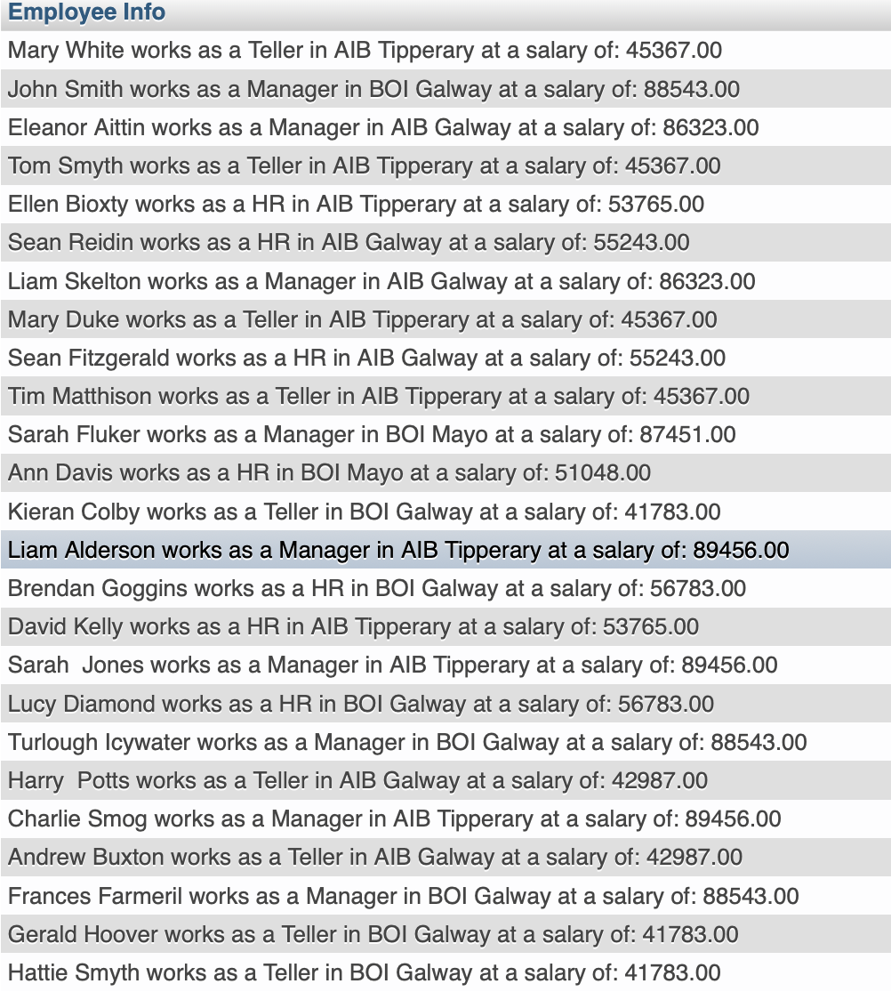 Employee Info
Mary White works as a Teller in AIB Tipperary at a salary of: 45367.00
John Smith works as a Manager in BOI Galway at a salary of: 88543.00
Eleanor Aittin works as a Manager in AIB Galway at a salary of: 86323.00
Tom Smyth works as a Teller in AIB Tipperary at a salary of: 45367.00
Ellen Bioxty works as a HR in AIB Tipperary at a salary of: 53765.00
Sean Reidin works as a HR in AIB Galway at a salary of: 55243.00
Liam Skelton works as a Manager in AIB Galway at a salary of: 86323.00
Mary Duke works as a Teller in AIB Tipperary at a salary of: 45367.00
Sean Fitzgerald works as a HR in AIB Galway at a salary of: 55243.00
Tim Matthison works as a Teller in AIB Tipperary at a salary of: 45367.00
Sarah Fluker works as a Manager in BOI Mayo at a salary of: 87451.00
Ann Davis works as a HR in BOI Mayo at a salary of: 51048.00
Kieran Colby works as a Teller in BOI Galway at a salary of: 41783.00
Liam Alderson works as a Manager in AIB Tipperary at a salary of: 89456.00
Brendan Goggins works as a HR in BOI Galway at a salary of: 56783.00
David Kelly works as a HR in AIB Tipperary at a salary of: 53765.00
Sarah  Jones works as a Manager in AIB Tipperary at a salary of: 89456.00
Lucy Diamond works as a HR in BOI Galway at a salary of: 56783.00
Turlough Icywater works as a Manager in BOI Galway at a salary of: 88543.00
Harry  Potts works as a Teller in AIB Galway at a salary of: 42987.00
Charlie Smog works as a Manager in AIB Tipperary at a salary of: 89456.00
Andrew Buxton works as a Teller in AIB Galway at a salary of: 42987.00
Frances Farmeril works as a Manager in BOI Galway at a salary of: 88543.00
Gerald Hoover works as a Teller in BOI Galway at a salary of: 41783.00
Hattie Smyth works as a Teller in BOI Galway at a salary of: 41783.00